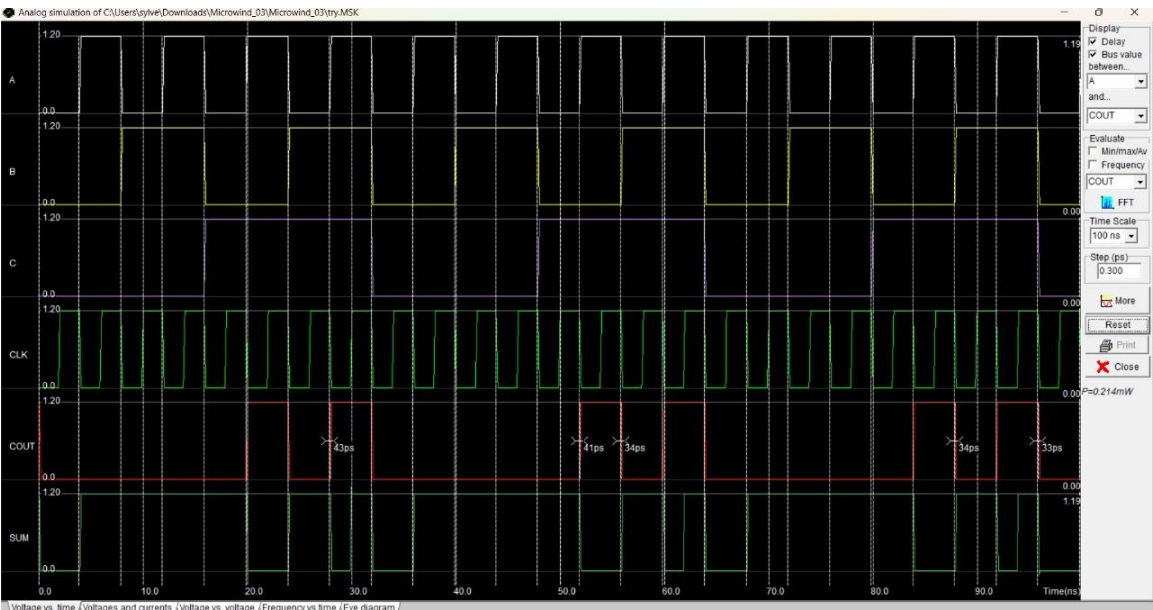 Analog simulation of C:\Users\sylve\Downloads\Microwind_03\Microwind_03\try.MSK
A
1.20
0.0
1.19
B
1.20
0.0
0.00
C
1.20
0.0
0.00
CLK
1.20
0.0
0.00
COUT
1.20
0.0
43ps
41ps
34ps
34ps
33ps
0.00
SUM
1.20
0.0
1.19
0.0
10.0
20.0
30.0
40.0
50.0
60.0
70.0
80.0
90.0
Time(ns)
Voltage vs. time
Voltages and currents
Voltage vs. voltage
Frequency vs time
Eye diagram
Display
Delay
Bus value
between...
A
and...
COUT
Evaluate
Min/max/Av
Frequency
COUT
FFT
Time Scale
100 ns
Step (ps)
0.300
More
Reset
Print
Close
P=0.214mW